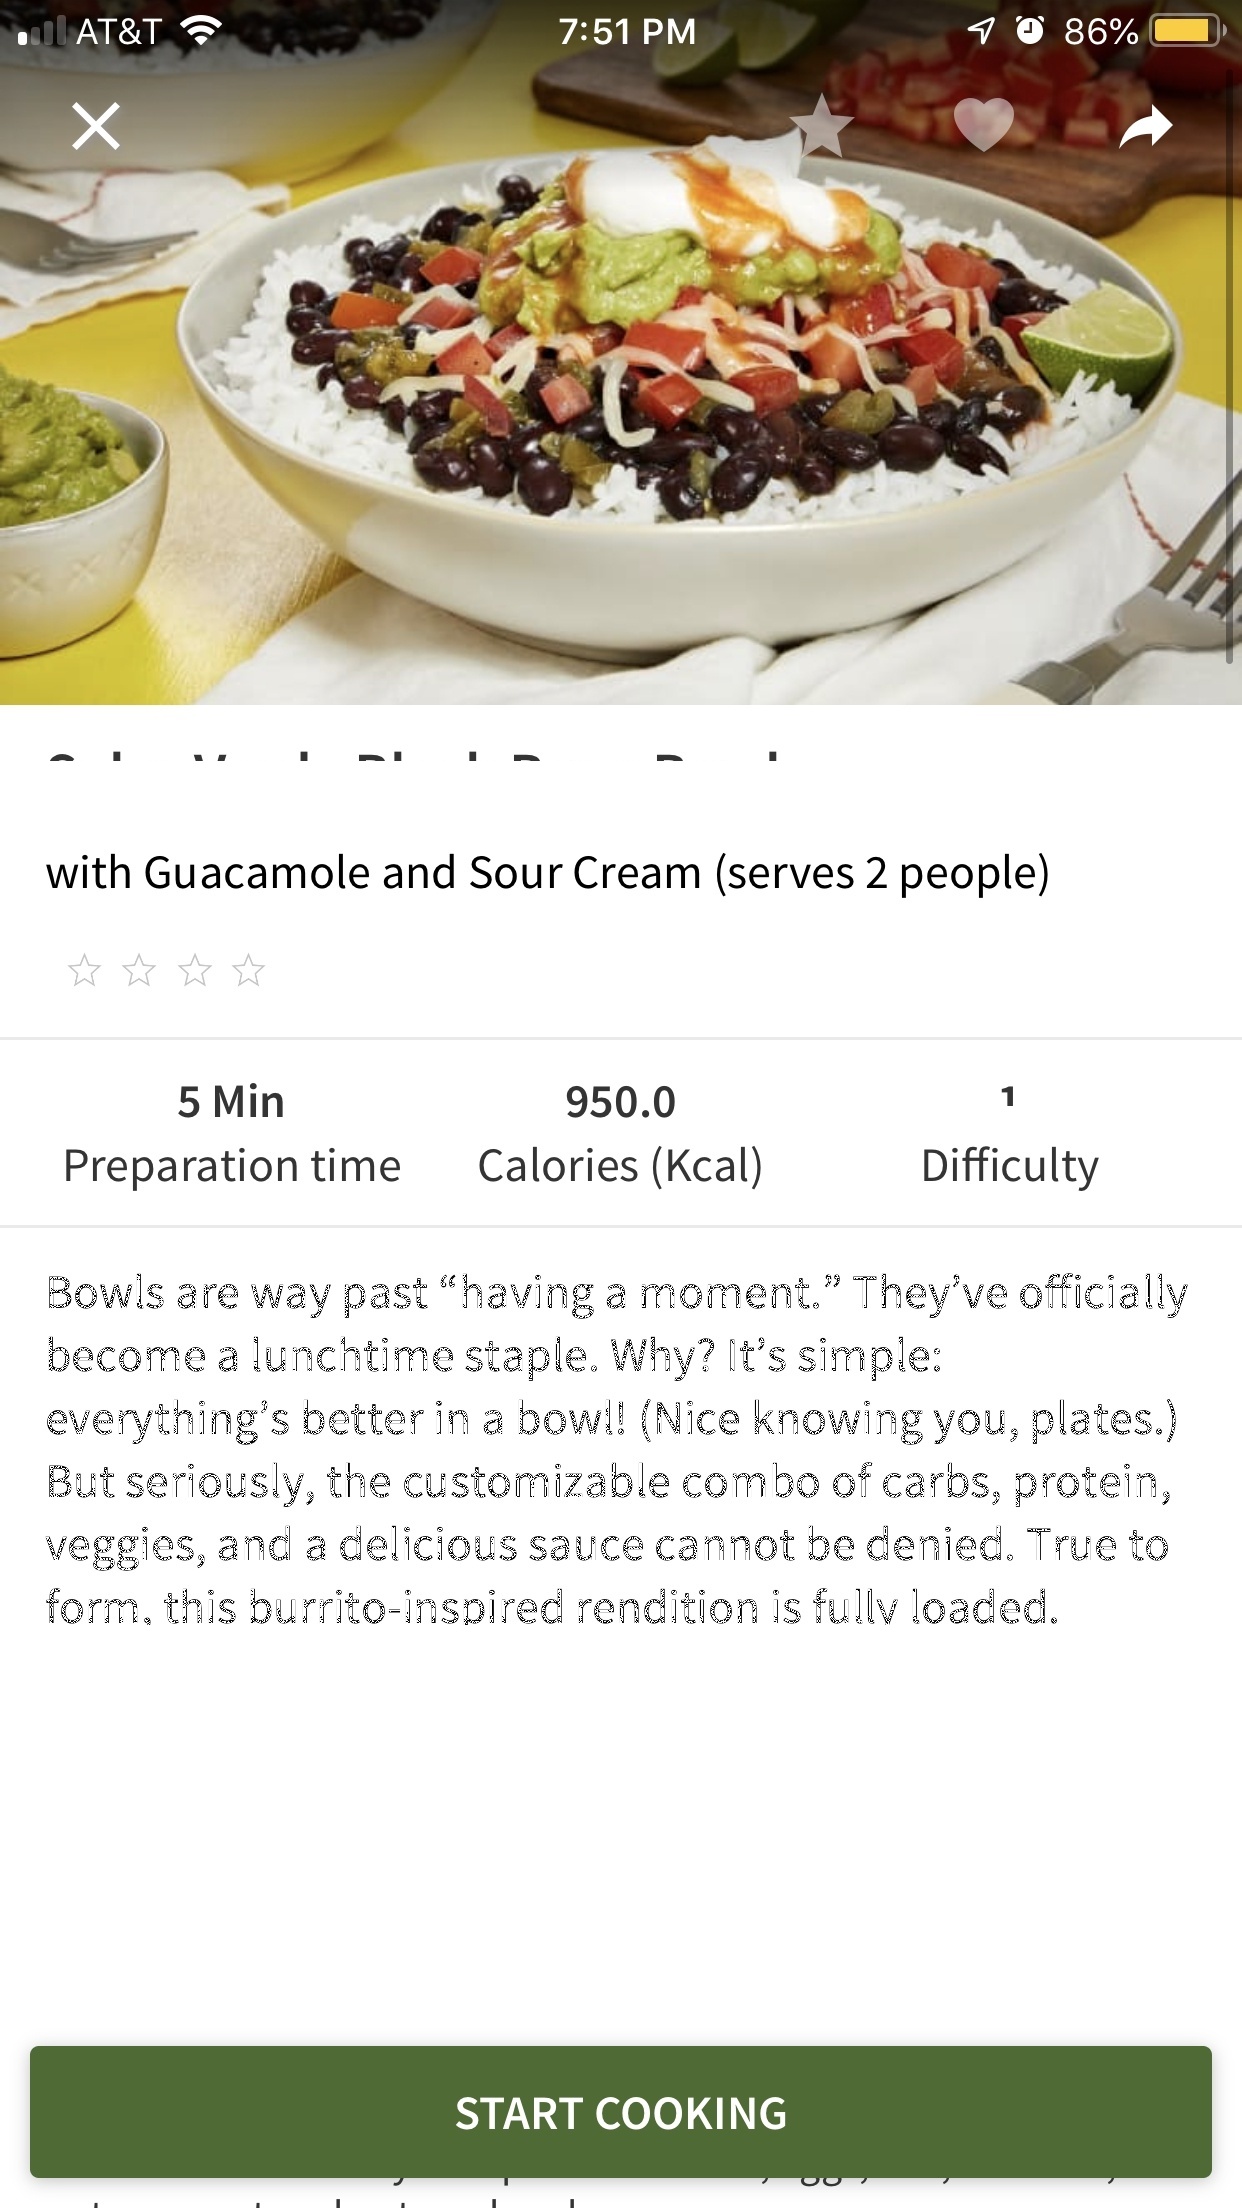 AT&T 7:51 PM 86%
with Guacamole and Sour Cream (serves 2 people)
5 Min 950.0 1
Preparation time Calories (Kcal) Difficulty
Bowls are way past “having a moment.” They’ve officially
become a lunchtime staple. Why? It’s simple:
everything’s better in a bowl! (Nice knowing you, plates.)
But seriously, the customizable combo of carbs, protein,
veggies, and a delicious sauce cannot be denied. True to
form, this burrito-inspired rendition is fully loaded.
START COOKING